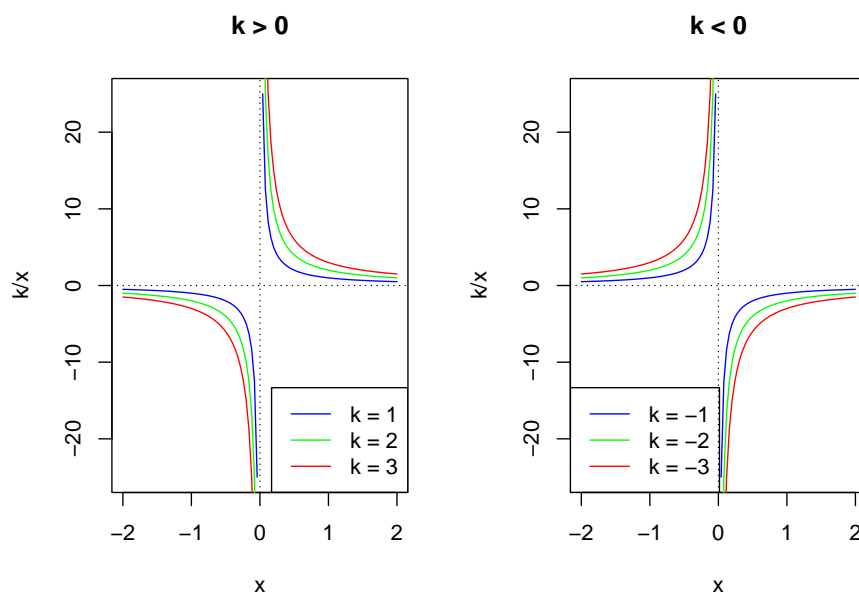 k > 0
k/x
20
10
0
−10
−20
k = 1
k = 2
k = 3
−2 −1 0 1 2
x
k < 0
k/x
20
10
0
−10
−20
k = −1
k = −2
k = −3
−2 −1 0 1 2
x